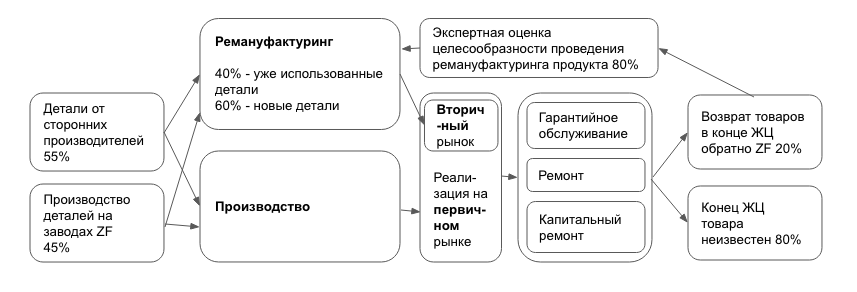 Ремануфактуринг
40% - уже использованные
детали
60% - новые детали
Экспертная оценка
целесообразности проведения
ремануфактуринга продукта 80%
Детали от
сторонних
производителей
55%
Производство
деталей на
заводах ZF
45%
Производство
Вторич-
-ный
рынок
Реали-
зация на
первич-
ном
рынке
Гарантийное
обслуживание
Ремонт
Капитальный
ремонт
Возврат товаров
в конце ЖЦ
обратно ZF 20%
Конец ЖЦ
товара
неизвестен 80%